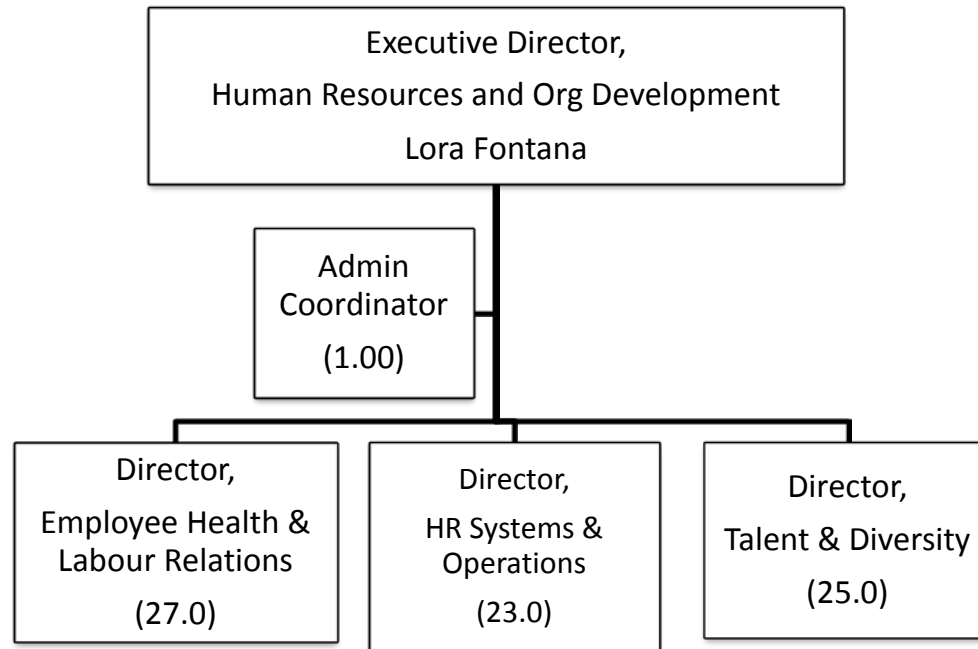 Executive Director,
Human Resources and Org Development
Lora Fontana
Admin
Coordinator
(1.00)
Director,
Employee Health &
Labour Relations
(27.0)
Director,
HR Systems &
Operations
(23.0)
Director,
Talent & Diversity
(25.0)